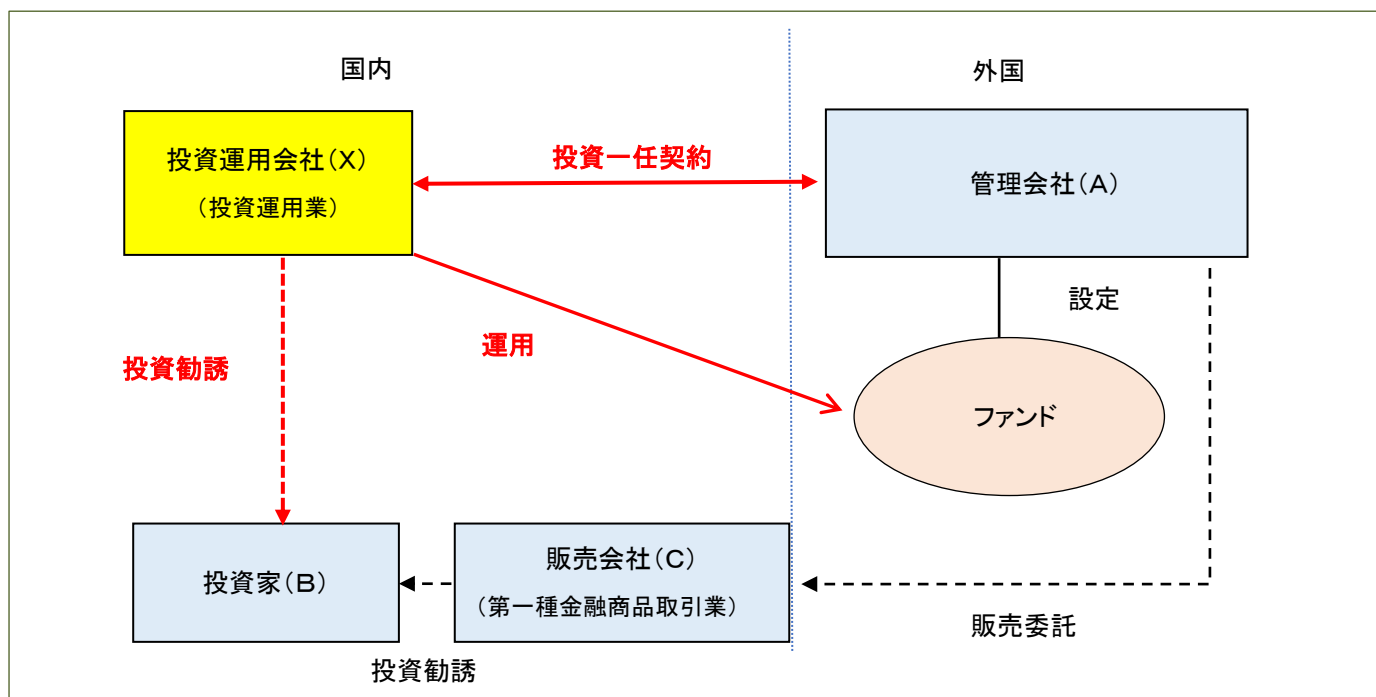 国内
外国
投資運用会社(X)
(投資運用業)
投資一任契約
管理会社(A)
設定
運用
投資勧誘
ファンド
投資家(B)
販売会社(C)
(第一種金融商品取引業)
販売委託
投資勧誘